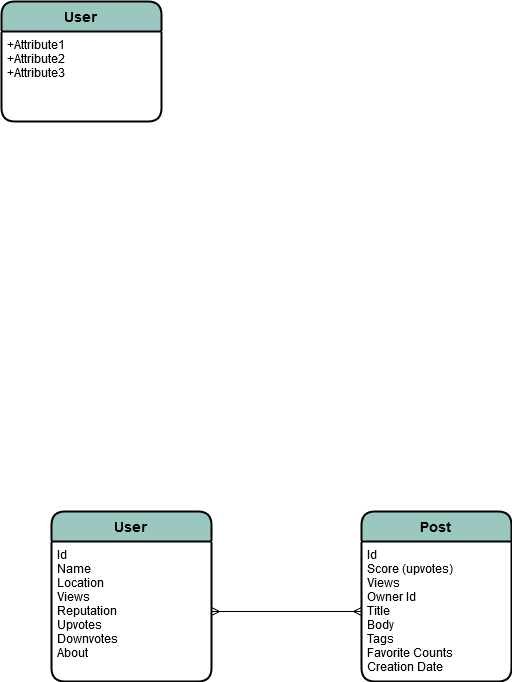 User
+Attribute1
+Attribute2
+Attribute3
User
Id
Name
Location
Views
Reputation
Upvotes
Downvotes
About
Post
Id
Score (upvotes)
Views
Owner Id
Title
Body
Tags
Favorite Counts
Creation Date